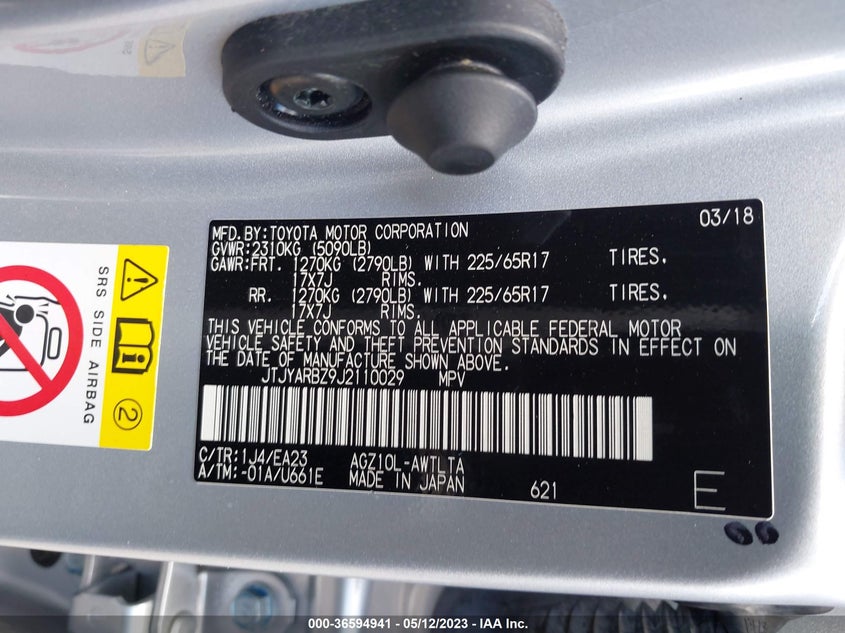 MFD.BY:TOYOTA MOTOR CORPORATION 03/18
GVWR:2310KG (5090LB)
GAWR:FRT. 1270KG (2790LB) WITH 225/65R17 TIRES.
17X7J RIMS.
RR. 1270KG (2790LB) WITH 225/65R17 TIRES.
17X7J RIMS.
THIS VEHICLE CONFORMS TO ALL APPLICABLE FEDERAL MOTOR
VEHICLE SAFETY AND THEFT PREVENTION STANDARDS IN EFFECT ON
THE DATE OF MANUFACTURE SHOWN ABOVE.
JTJYARBZ9J2110029 MPV
C/TR:1J4/EA23 AGZ10L-AWTLTA
A/TM:-01A/U661E MADE IN JAPAN 621 E
SRS SIDE AIRBAG
2
000-36594941 - 05/12/2023 - IAA Inc.